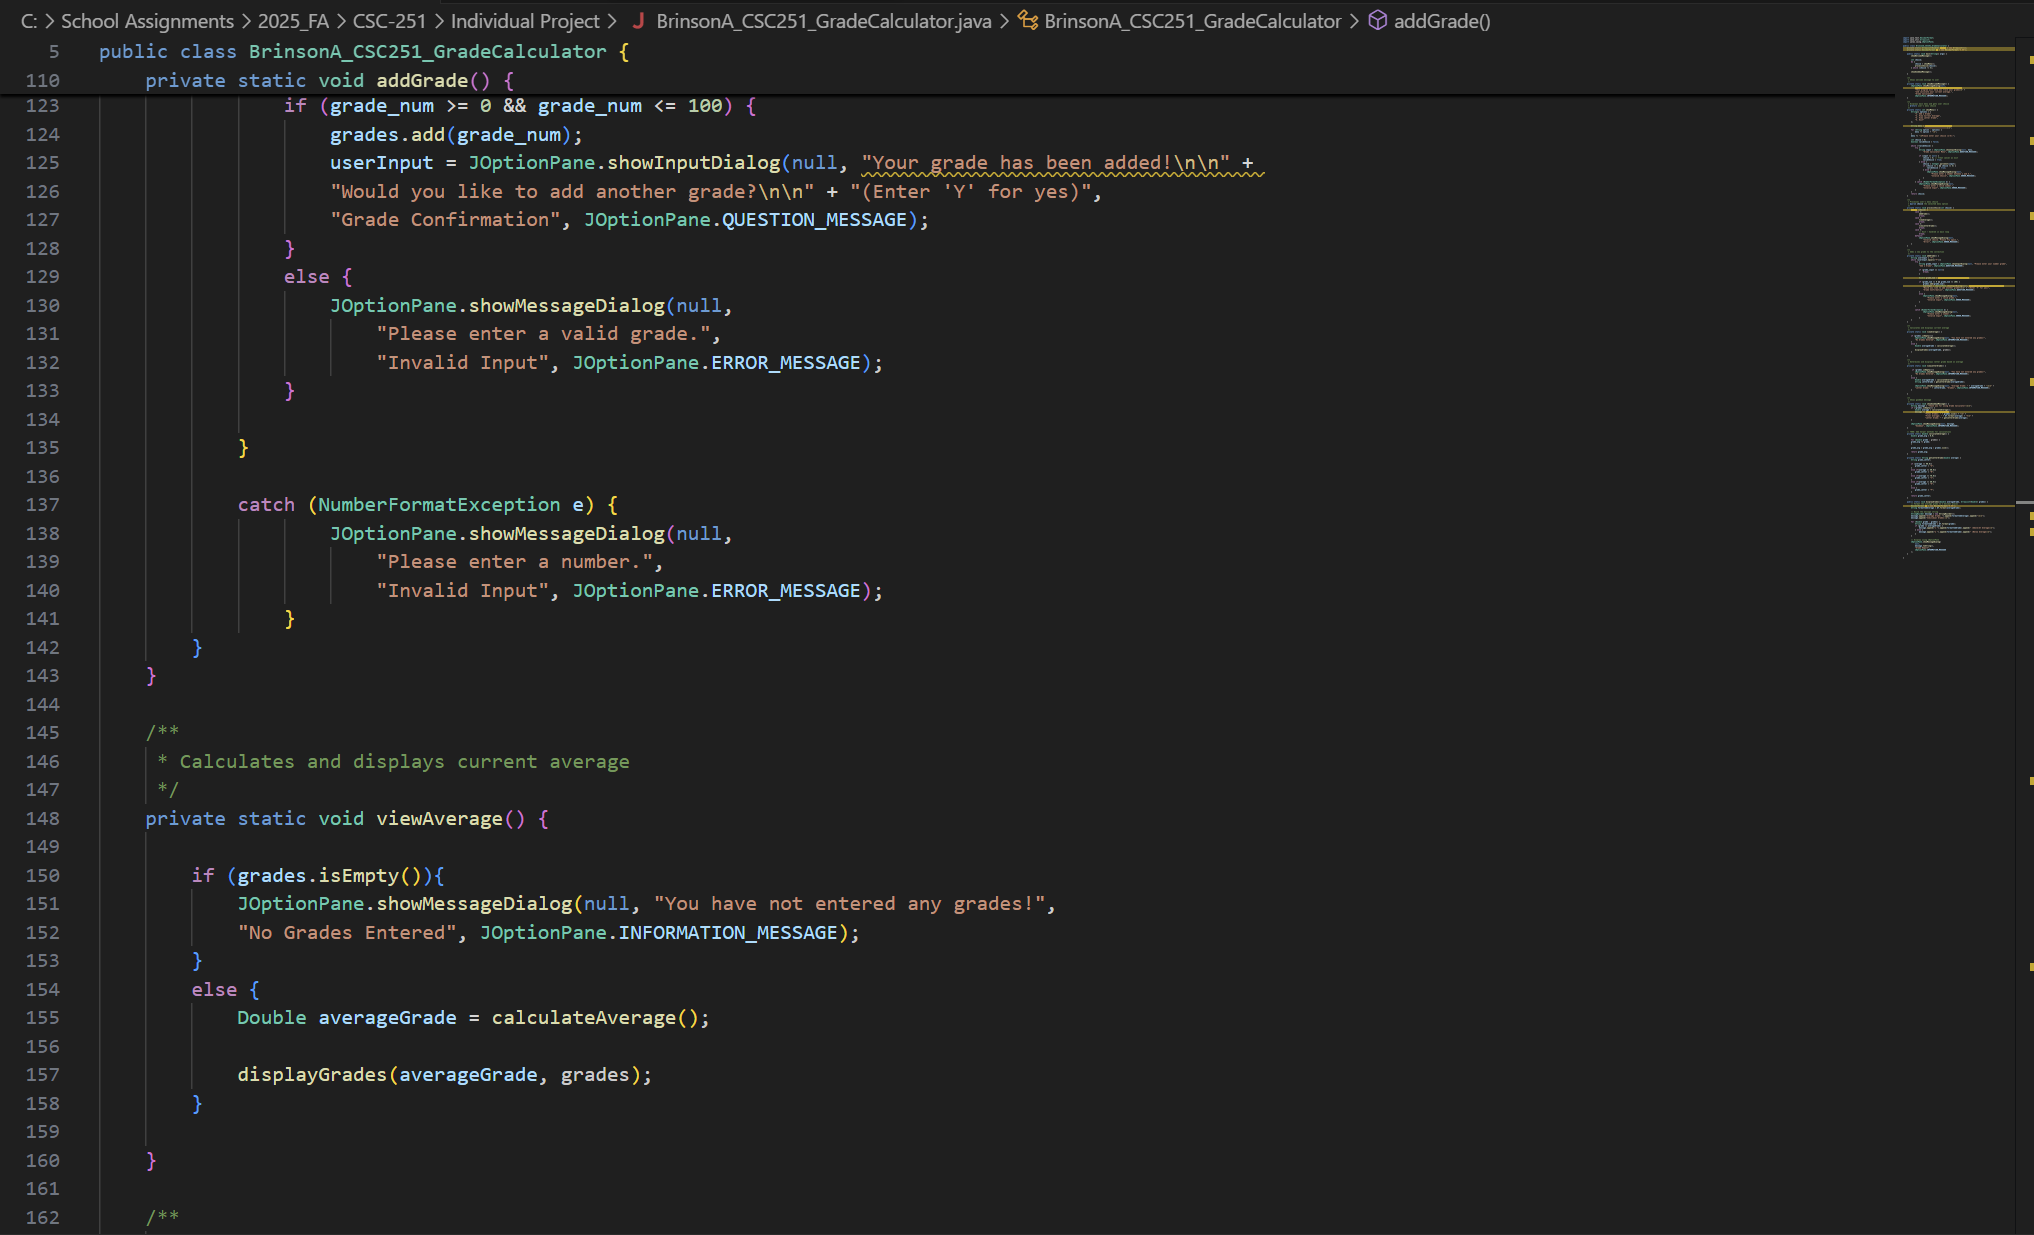 C: > School Assignments > 2025_FA > CSC-251 > Individual Project > J BrinsonA_CSC251_GradeCalculator.java > BrinsonA_CSC251_GradeCalculator > addGrade()
5 public class BrinsonA_CSC251_GradeCalculator {
110 private static void addGrade() {
123 if (grade_num >= 0 && grade_num <= 100) {
124 grades.add(grade_num);
125 userInput = JOptionPane.showInputDialog(null, "Your grade has been added!\n\n" +
126 "Would you like to add another grade?\n\n" + "(Enter 'Y' for yes)",
127 "Grade Confirmation", JOptionPane.QUESTION_MESSAGE);
128 }
129 else {
130 JOptionPane.showMessageDialog(null,
131 "Please enter a valid grade.",
132 "Invalid Input", JOptionPane.ERROR_MESSAGE);
133 }
134
135 }
136
137 catch (NumberFormatException e) {
138 JOptionPane.showMessageDialog(null,
139 "Please enter a number.",
140 "Invalid Input", JOptionPane.ERROR_MESSAGE);
141 }
142 }
143 }
144
145 /**
146 * Calculates and displays current average
147 */
148 private static void viewAverage() {
149
150 if (grades.isEmpty()){
151 JOptionPane.showMessageDialog(null, "You have not entered any grades!",
152 "No Grades Entered", JOptionPane.INFORMATION_MESSAGE);
153 }
154 else {
155 Double averageGrade = calculateAverage();
156
157 displayGrades(averageGrade, grades);
158 }
159
160 }
161
162 /**